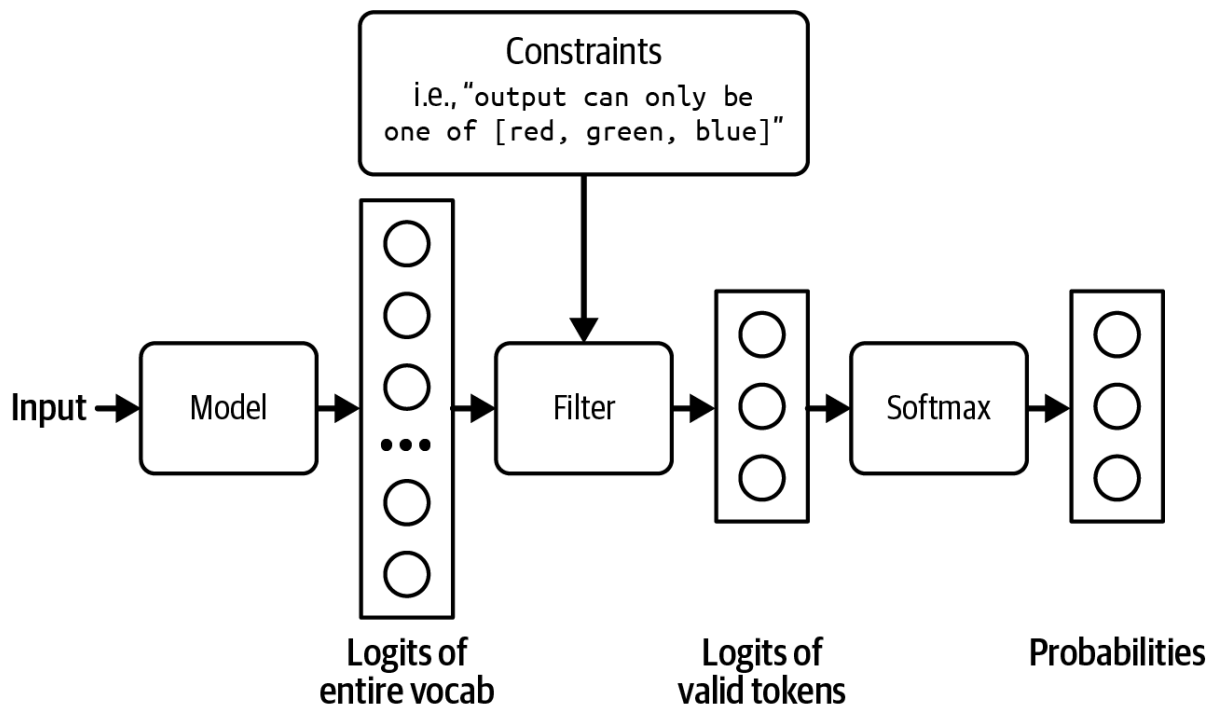 Constraints
i.e., “output can only be
one of [red, green, blue]”
Input
Model
Filter
Softmax
Logits of
entire vocab
Logits of
valid tokens
Probabilities